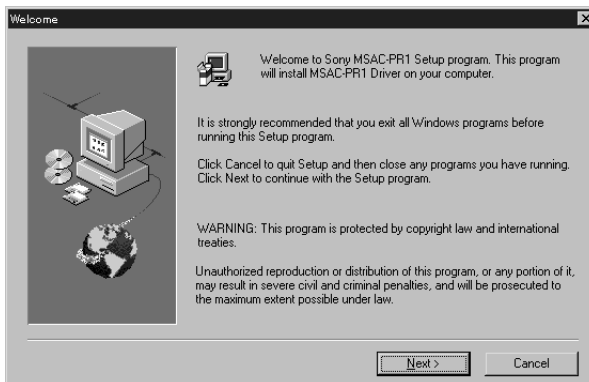 Welcome
Welcome to Sony MSAC-PR1 Setup program. This program
will install MSAC-PR1 Driver on your computer.
It is strongly recommended that you exit all Windows programs before
running this Setup program.
Click Cancel to quit Setup and then close any programs you have running.
Click Next to continue with the Setup program.
WARNING: This program is protected by copyright law and international
treaties.
Unauthorized reproduction or distribution of this program, or any portion of it,
may result in severe civil and criminal penalties, and will be prosecuted to
the maximum extent possible under law.
Next >
Cancel